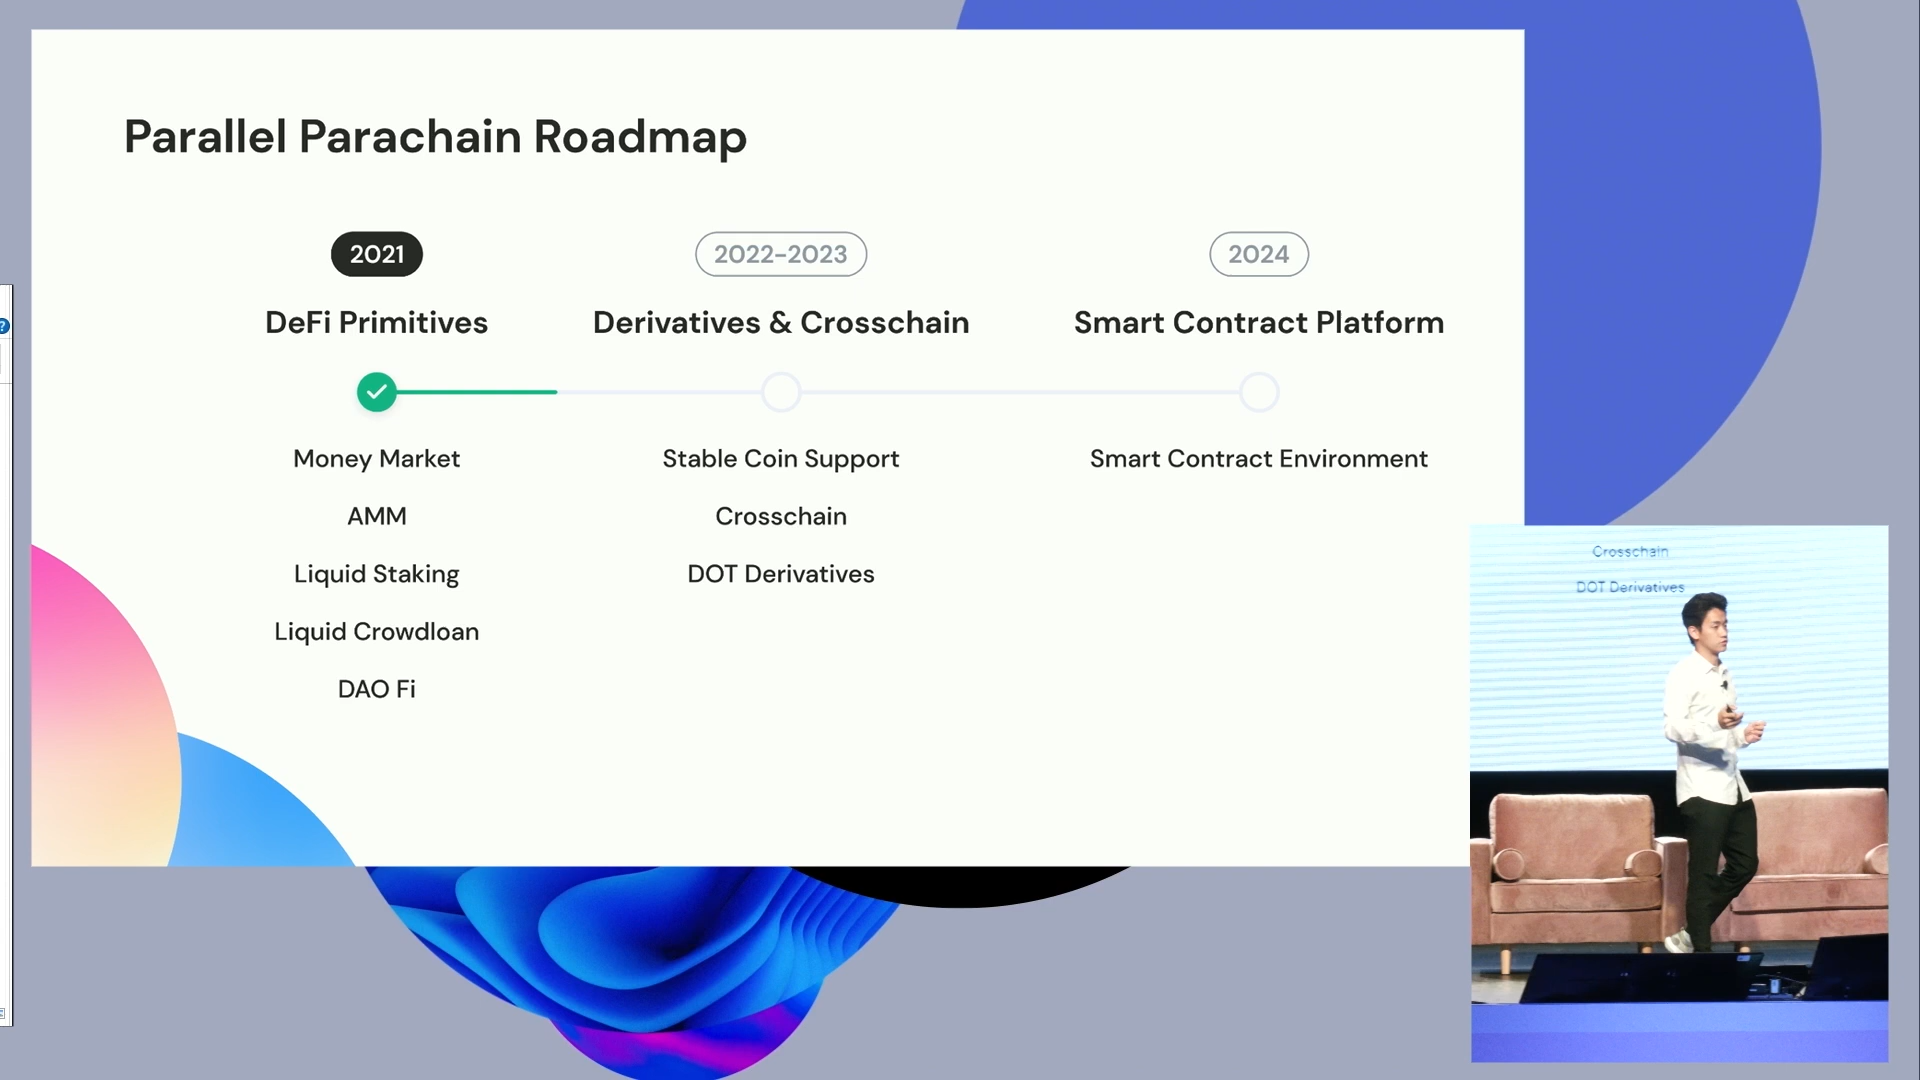 Parallel Parachain Roadmap
2021
2022-2023
2024
DeFi Primitives
Derivatives & Crosschain
Smart Contract Platform
Money Market
Stable Coin Support
Smart Contract Environment
AMM
Crosschain
Liquid Staking
DOT Derivatives
Liquid Crowdloan
DAO Fi
Crosschain
DOT Derivatives